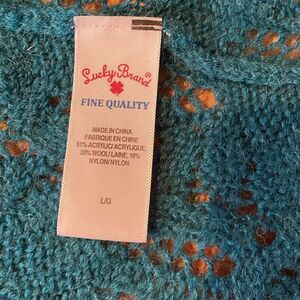 Lucky Brand®
FINE QUALITY
MADE IN CHINA
FABRIQUE EN CHINE
51% ACRYLIC/ ACRYLIQUE,
33% WOOL/ LAINE, 16%
NYLON/ NYLON
L/G